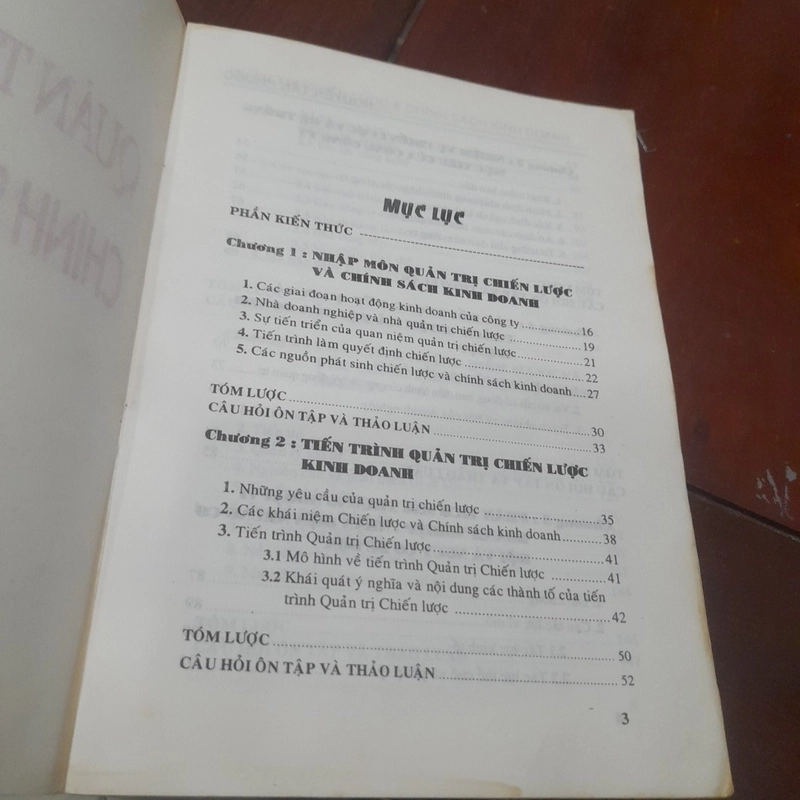 MỤC LỤC
PHẦN KIẾN THỨC
Chương 1 : NHẬP MÔN QUẢN TRỊ CHIẾN LƯỢC
VÀ CHÍNH SÁCH KINH DOANH
1. Các giai đoạn hoạt động kinh doanh của công ty .................. 16
2. Nhà doanh nghiệp và nhà quản trị chiến lược .................. 19
3. Sự tiến triển của quan niệm quản trị chiến lược .................. 21
4. Tiến trình làm quyết định chiến lược .................. 22
5. Các nguồn phát sinh chiến lược và chính sách kinh doanh .... 27
TÓM LƯỢC .................. 30
CÂU HỎI ÔN TẬP VÀ THẢO LUẬN .................. 33
Chương 2 : TIẾN TRÌNH QUẢN TRỊ CHIẾN LƯỢC
KINH DOANH
1. Những yêu cầu của quản trị chiến lược .................. 35
2. Các khái niệm Chiến lược và Chính sách kinh doanh .................. 38
3. Tiến trình Quản trị Chiến lược .................. 41
3.1 Mô hình về tiến trình Quản trị Chiến lược .................. 41
3.2 Khái quát ý nghĩa và nội dung các thành tố của tiến
trình Quản trị Chiến lược .................. 42
TÓM LƯỢC .................. 50
CÂU HỎI ÔN TẬP VÀ THẢO LUẬN .................. 52
3